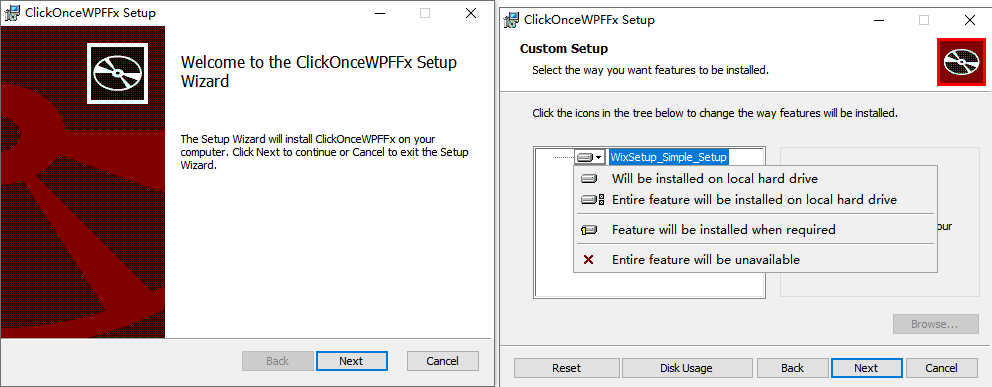 ClickOnceWPFFx Setup
Welcome to the ClickOnceWPFFx Setup
Wizard
The Setup Wizard will install ClickOnceWPFFx on your
computer. Click Next to continue or Cancel to exit the Setup
Wizard.
Back
Next
Cancel
ClickOnceWPFFx Setup
Custom Setup
Select the way you want features to be installed.
Click the icons in the tree below to change the way features will be installed.
WixSetup_Simple_Setup
Will be installed on local hard drive
Entire feature will be installed on local hard drive
Feature will be installed when required
our
Entire feature will be unavailable
Browse...
Reset
Disk Usage
Back
Next
Cancel